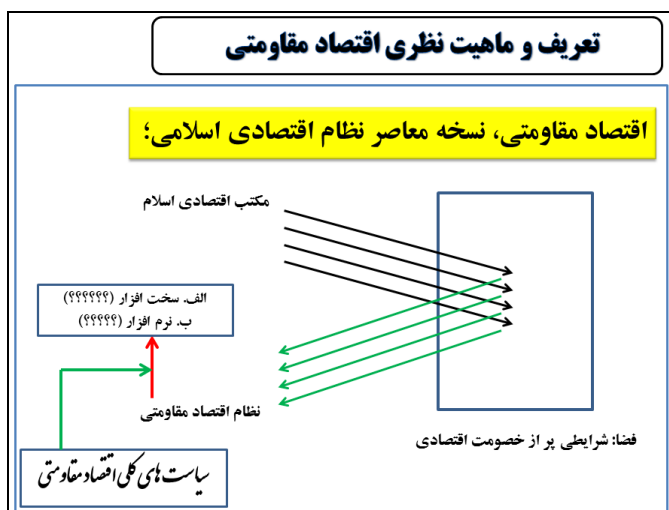 تعریف و ماهیت نظری اقتصاد مقاومتی
اقتصاد مقاومتی، نسخه معاصر نظام اقتصادی اسلامی؛
مکتب اقتصادی اسلام
الف. سخت افزار (؟؟؟؟؟؟)
ب. نرم افزار (؟؟؟؟؟)
نظام اقتصاد مقاومتی
فضا: شرایطی پر از خصومت اقتصادی
سیاست های کلی اقتصاد مقاومتی